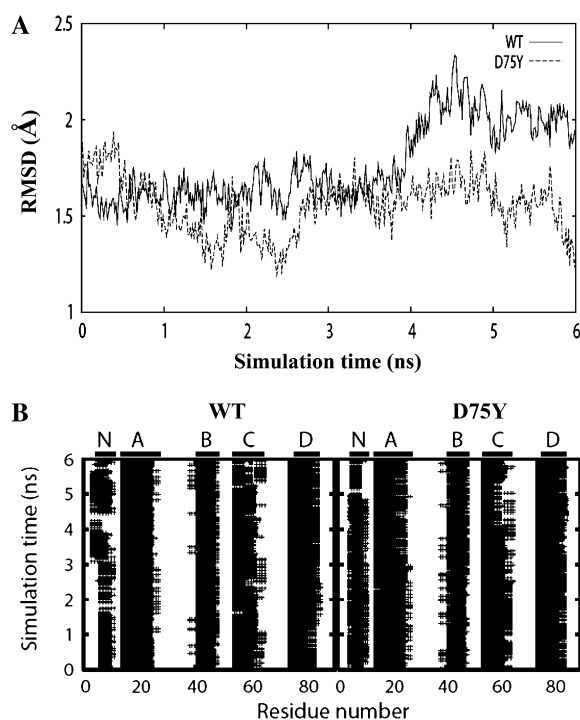 A
2.5
2
1.5
1
RMSD (Å)
WT
D75Y
0 1 2 3 4 5 6
Simulation time (ns)
B
WT D75Y
N A B C D N A B C D
6
5
4
3
2
1
0
Simulation time (ns)
0 20 40 60 80 0 20 40 60 80
Residue number